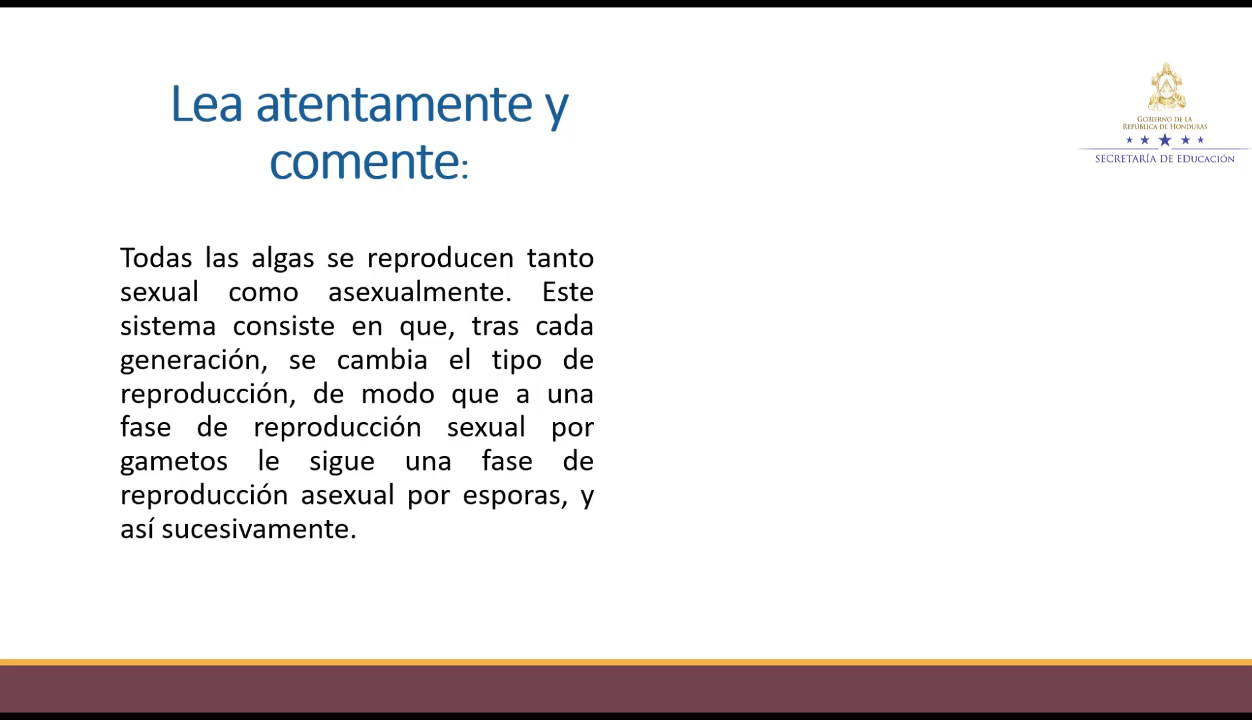 Lea atentamente y
comente:
GOBIERNO DE LA
REPÚBLICA DE HONDURAS
SECRETARÍA DE EDUCACIÓN
Todas las algas se reproducen tanto
sexual como asexualmente. Este
sistema consiste en que, tras cada
generación, se cambia el tipo de
reproducción, de modo que a una
fase de reproducción sexual por
gametos le sigue una fase de
reproducción asexual por esporas, y
así sucesivamente.